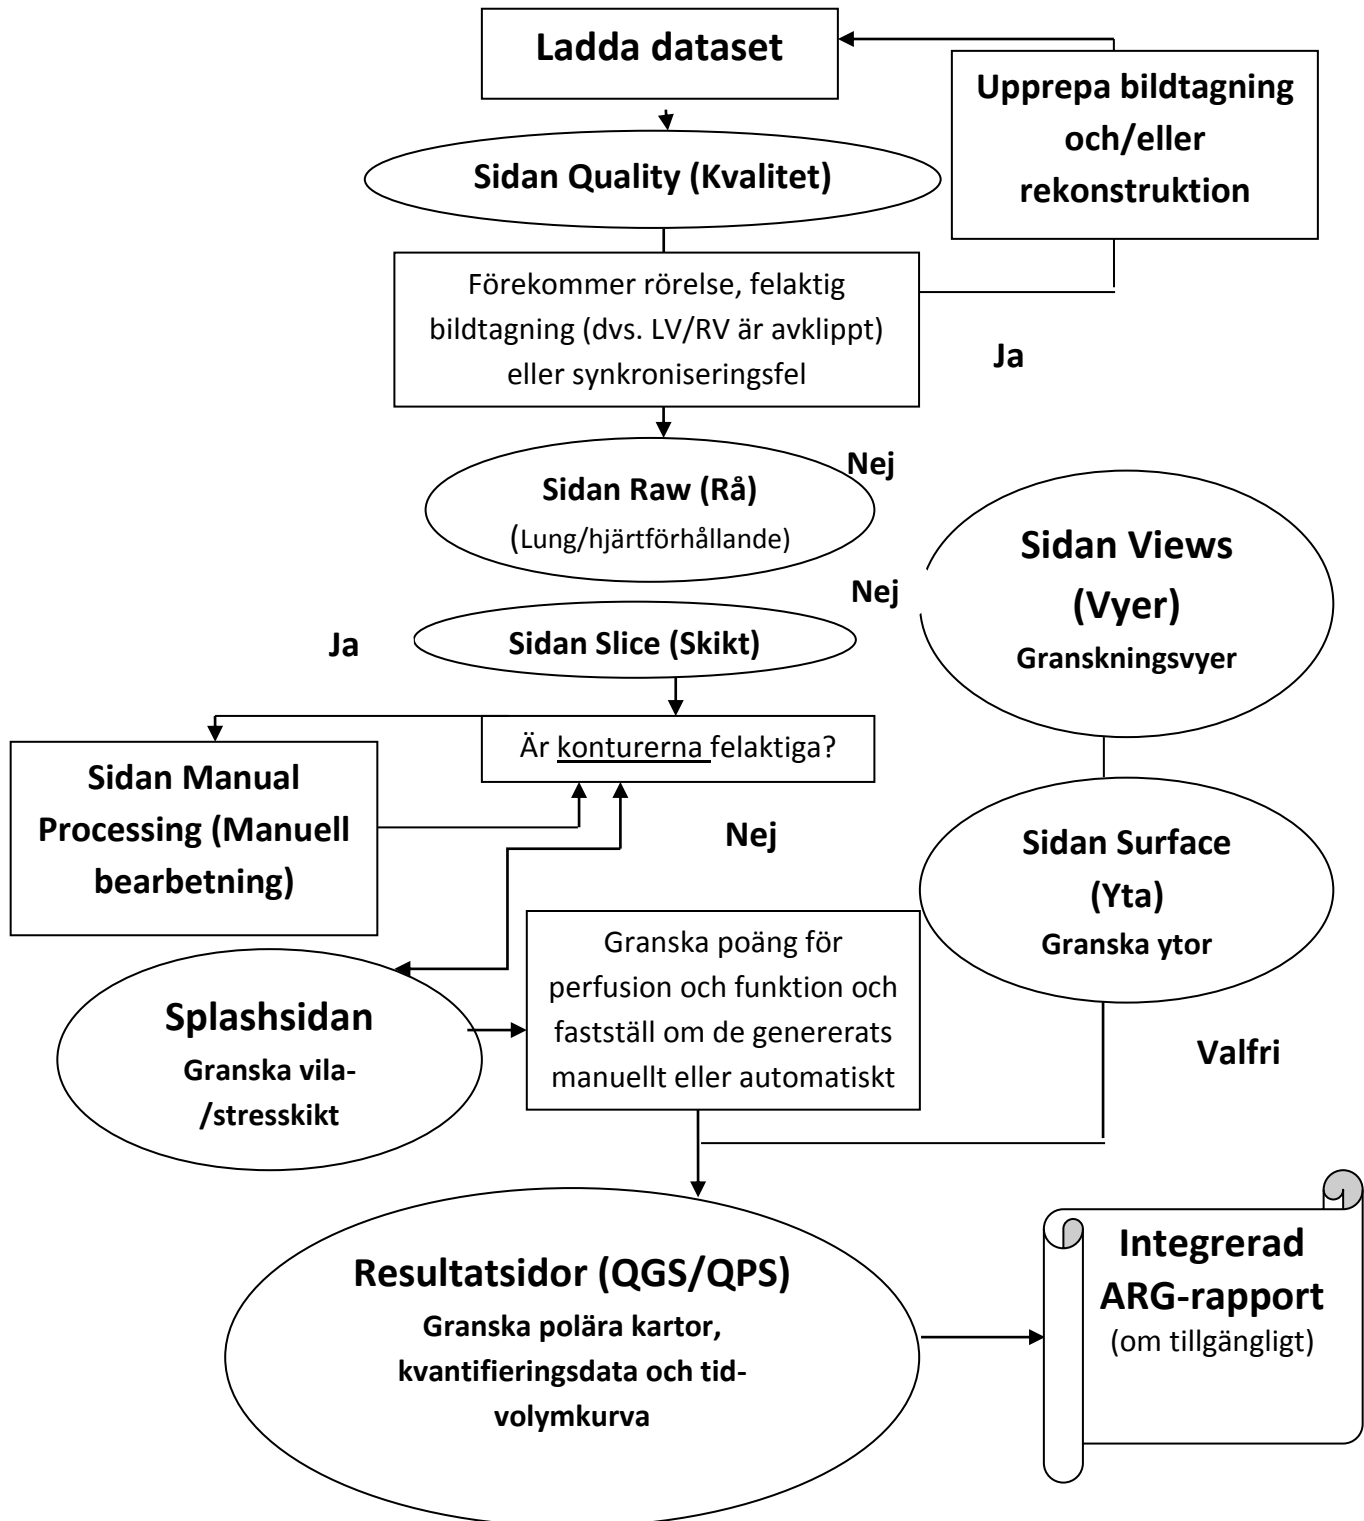 Ladda dataset
Upprepa bildtagning
och/eller
rekonstruktion
Sidan Quality (Kvalitet)
Förekommer rörelse, felaktig
bildtagning (dvs. LV/RV är avklippt)
eller synkroniseringsfel
Ja
Nej
Sidan Raw (Rå)
(Lung/hjärtförhållande)
Sidan Views
(Vyer)
Granskningsvyer
Nej
Ja
Sidan Slice (Skikt)
Är konturerna felaktiga?
Sidan Manual
Processing (Manuell
bearbetning)
Nej
Sidan Surface
(Yta)
Granska ytor
Granska poäng för
perfusion och funktion och
fastställ om de genererats
manuellt eller automatiskt
Splashsidan
Granska vila-
/stresskikt
Valfri
Resultatsidor (QGS/QPS)
Granska polära kartor,
kvantifieringsdata och tid-
volymkurva
Integrerad
ARG-rapport
(om tillgängligt)